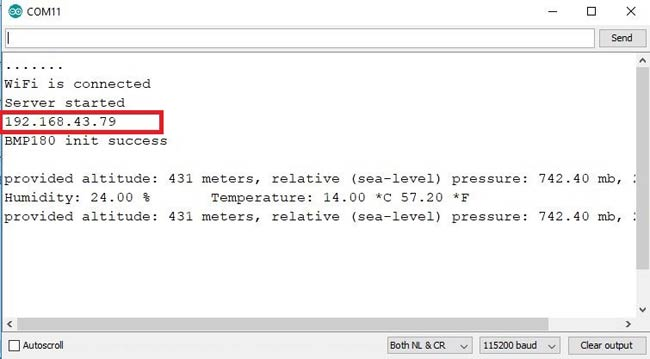 COM11
Send
.......
WiFi is connected
Server started
192.168.43.79
BMP180 init success
provided altitude: 431 meters, relative (sea-level) pressure: 742.40 mb,
Humidity: 24.00 % Temperature: 14.00 *C 57.20 *F
provided altitude: 431 meters, relative (sea-level) pressure: 742.40 mb,
Autoscroll
Both NL & CR
115200 baud
Clear output